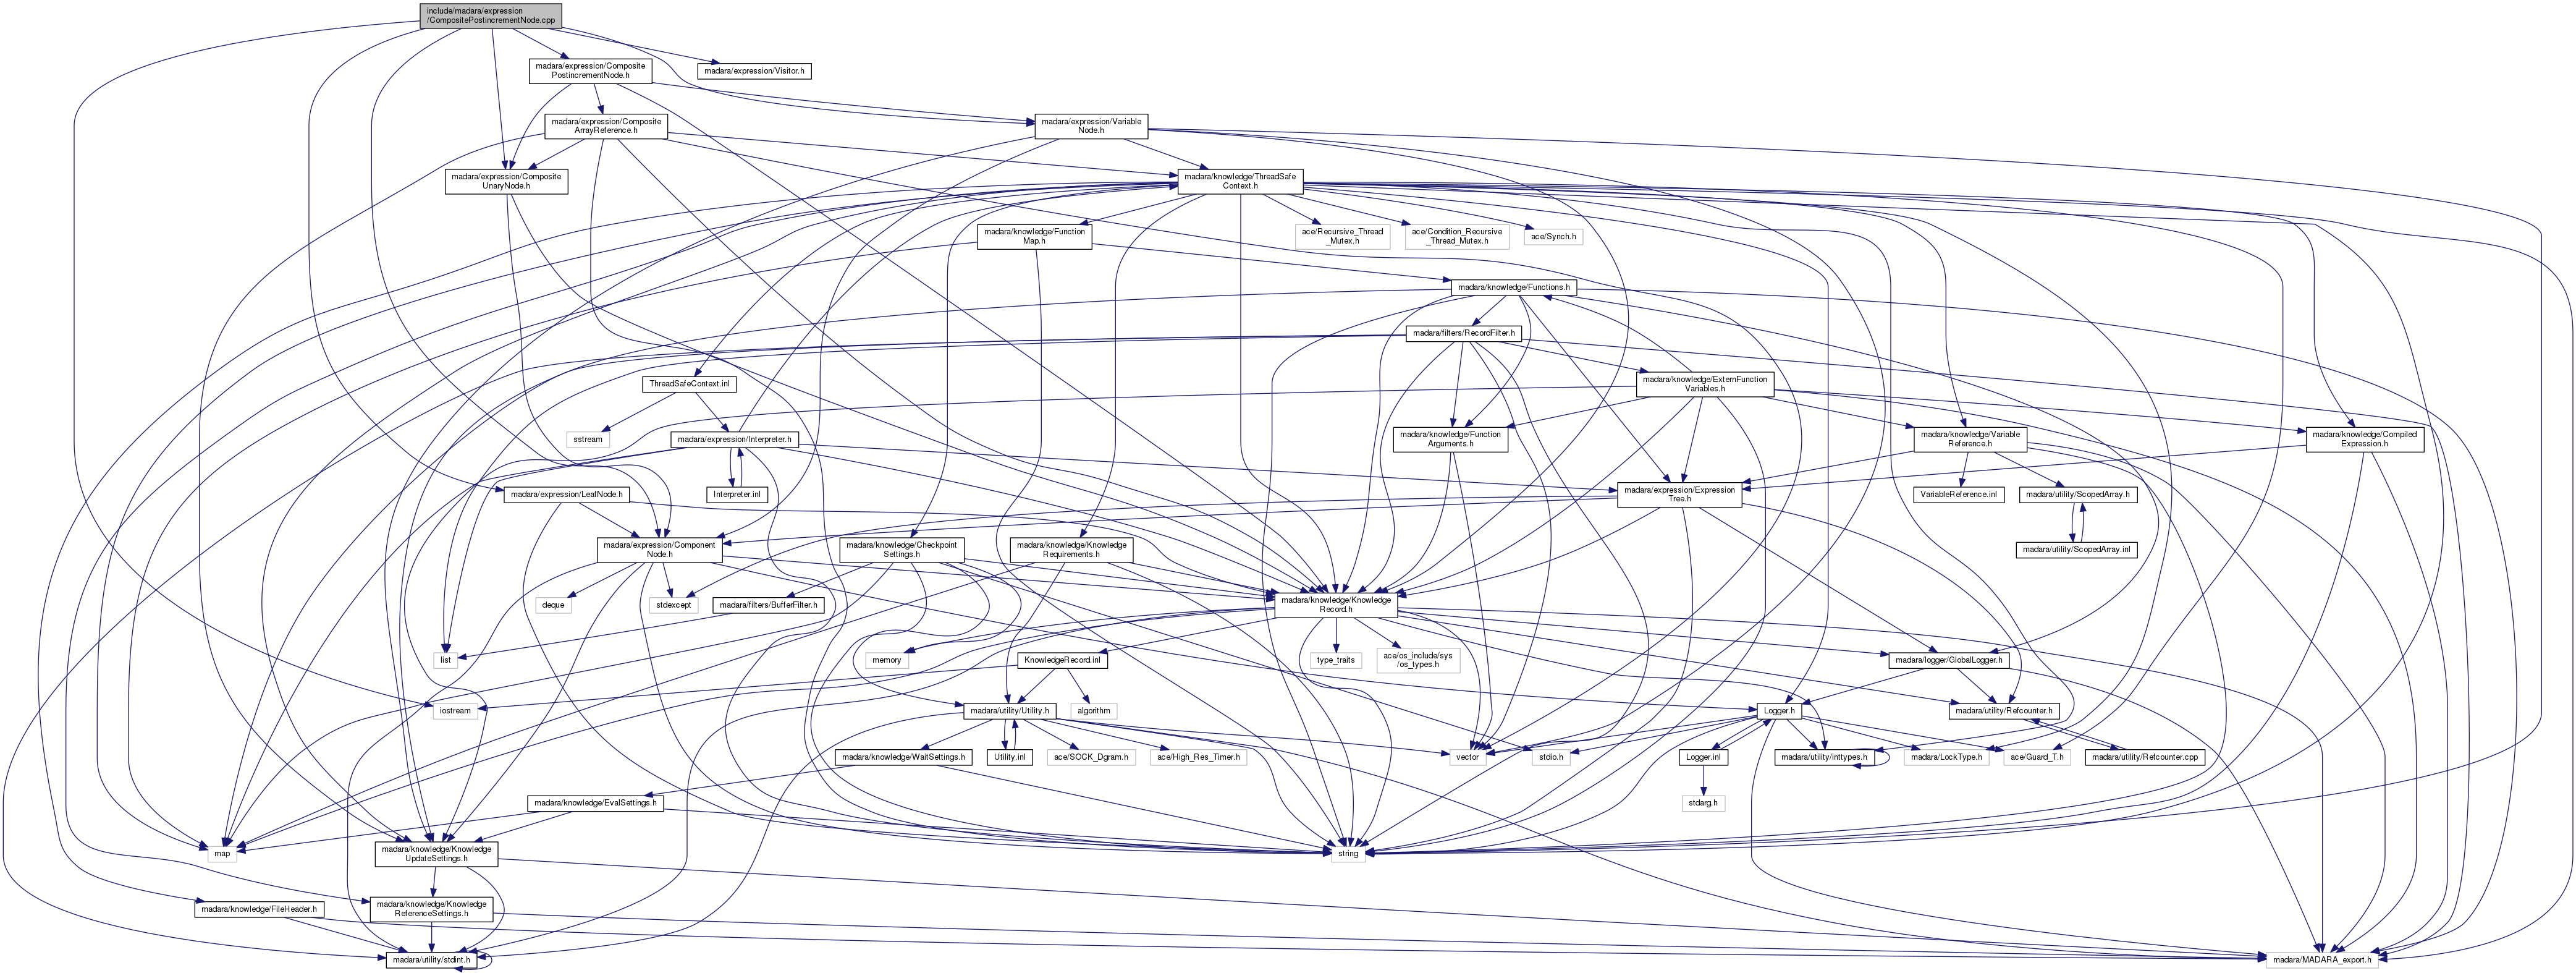 include/madara/expression
/CompositePostincrementNode.cpp
madara/expression/Composite
PostincrementNode.h
madara/expression/Visitor.h
madara/expression/Composite
ArrayReference.h
madara/expression/Variable
Node.h
madara/expression/Composite
UnaryNode.h
madara/knowledge/ThreadSafe
Context.h
madara/knowledge/Function
Map.h
ace/Recursive_Thread
_Mutex.h
ace/Condition_Recursive
_Thread_Mutex.h
ace/Synch.h
madara/knowledge/Functions.h
madara/filters/RecordFilter.h
ThreadSafeContext.inl
madara/knowledge/ExternFunction
Variables.h
sstream
madara/expression/Interpreter.h
madara/knowledge/Function
Arguments.h
madara/knowledge/Variable
Reference.h
madara/knowledge/Compiled
Expression.h
madara/expression/LeafNode.h
Interpreter.inl
madara/expression/Expression
Tree.h
VariableReference.inl
madara/utility/ScopedArray.h
madara/expression/Component
Node.h
madara/knowledge/Checkpoint
Settings.h
madara/knowledge/Knowledge
Requirements.h
madara/utility/ScopedArray.inl
deque
stdexcept
madara/filters/BufferFilter.h
madara/knowledge/Knowledge
Record.h
list
memory
KnowledgeRecord.inl
type_traits
ace/os_include/sys
/os_types.h
madara/logger/GlobalLogger.h
iostream
madara/utility/Utility.h
algorithm
Logger.h
madara/utility/Refcounter.h
madara/knowledge/WaitSettings.h
Utility.inl
ace/SOCK_Dgram.h
ace/High_Res_Timer.h
vector
stdio.h
Logger.inl
madara/utility/inttypes.h
madara/LockType.h
ace/Guard_T.h
madara/utility/Refcounter.cpp
madara/knowledge/EvalSettings.h
stdarg.h
map
madara/knowledge/Knowledge
UpdateSettings.h
string
madara/knowledge/FileHeader.h
madara/knowledge/Knowledge
ReferenceSettings.h
madara/utility/stdint.h
madara/MADARA_export.h